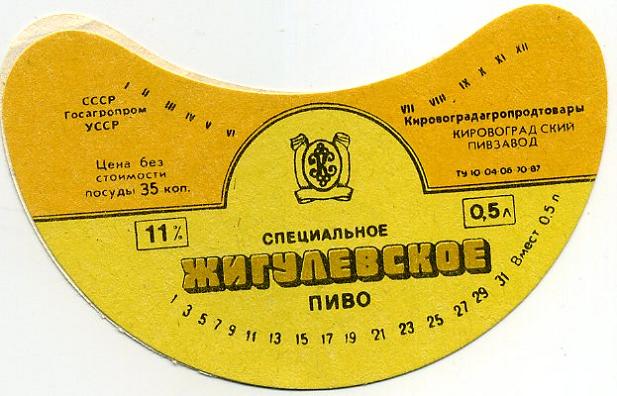 I II III IV V VI
СССР
Госагропром
УССР
Цена без
стоимости
посуды 35 коп.
VII VIII IX X XI XII
Кировоградагропродтовары
КИРОВОГРАДСКИЙ
ПИВЗАВОД
ТУ 10-04-06-70-87
11%
0,5 л
СПЕЦИАЛЬНОЕ
ЖИГУЛЕВСКОЕ
ПИВО
1 3 5 7 9 11 13 15 17 19 21 23 25 27 29 31 Вмест 0,5 л